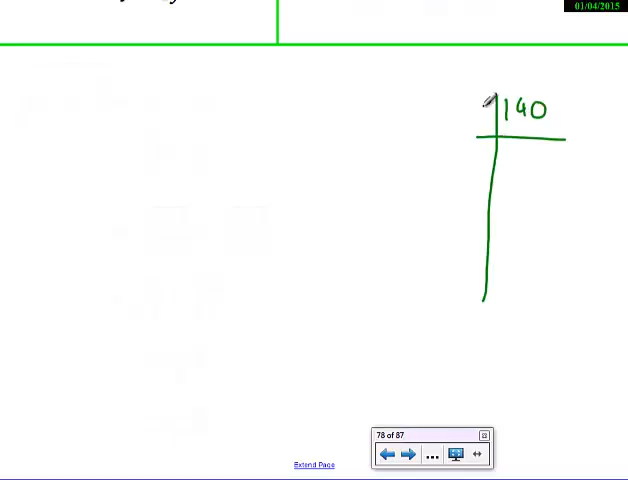 01/04/2015
140
78 of 87
...
Extend Page